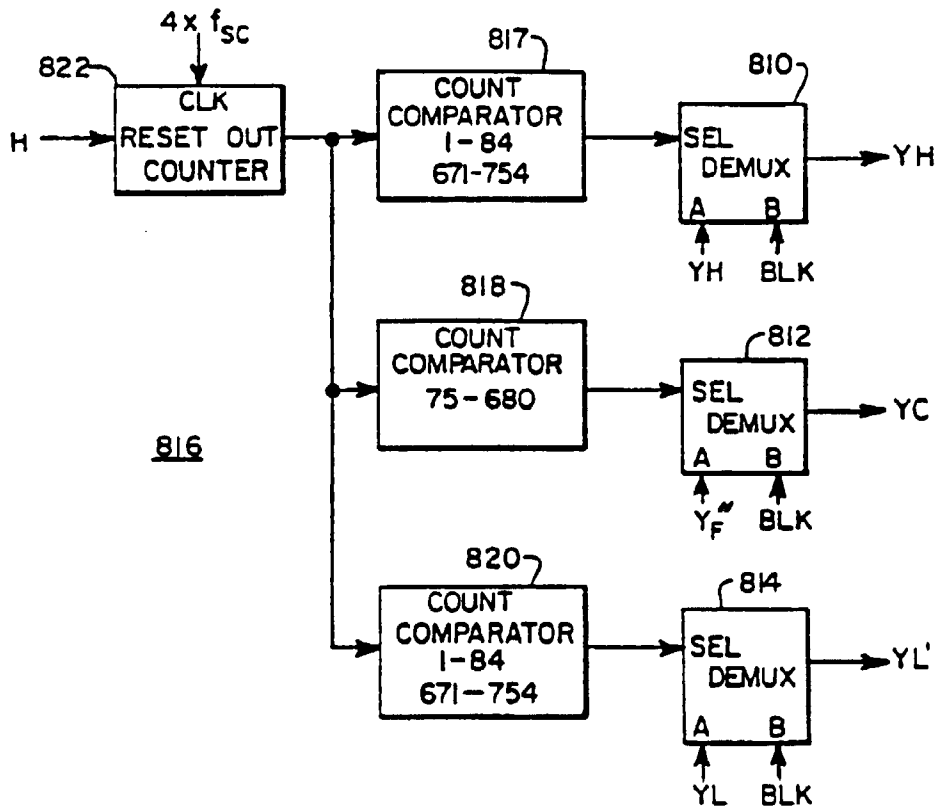 4 x fSC
822
CLK
H
RESET OUT
COUNTER
817
COUNT
COMPARATOR
1-84
671-754
810
SEL
DEMUX
A B
YH
YH BLK
818
COUNT
COMPARATOR
75-680
812
SEL
DEMUX
A B
YC
YF" BLK
816
820
COUNT
COMPARATOR
1-84
671-754
814
SEL
DEMUX
A B
YL'
YL BLK